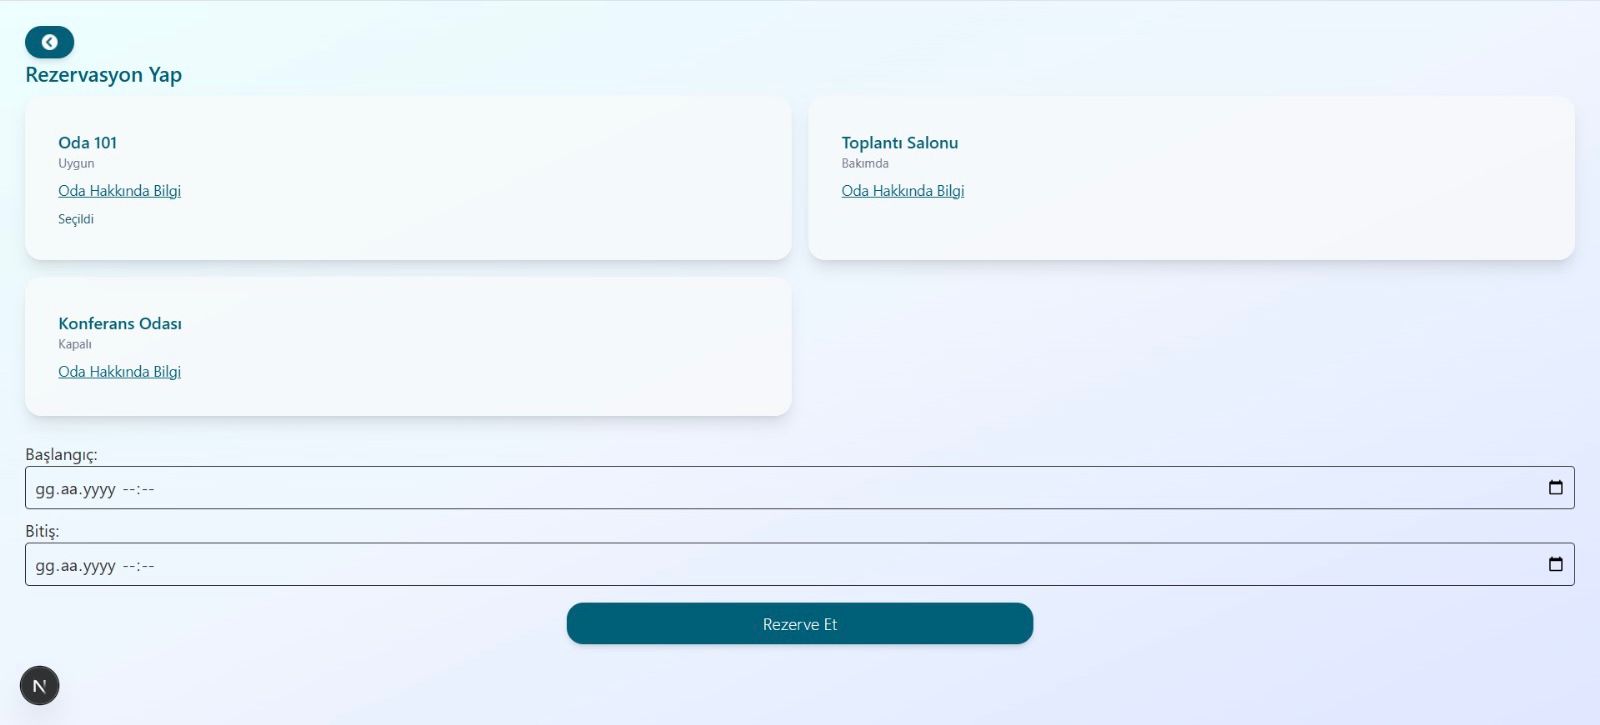 Rezervasyon Yap
Oda 101
Uygun
Oda Hakkında Bilgi
Seçildi
Toplantı Salonu
Bakımda
Oda Hakkında Bilgi
Konferans Odası
Kapalı
Oda Hakkında Bilgi
Başlangıç:
gg.aa.yyyy --:--
Bitiş:
gg.aa.yyyy --:--
Rezerve Et
N